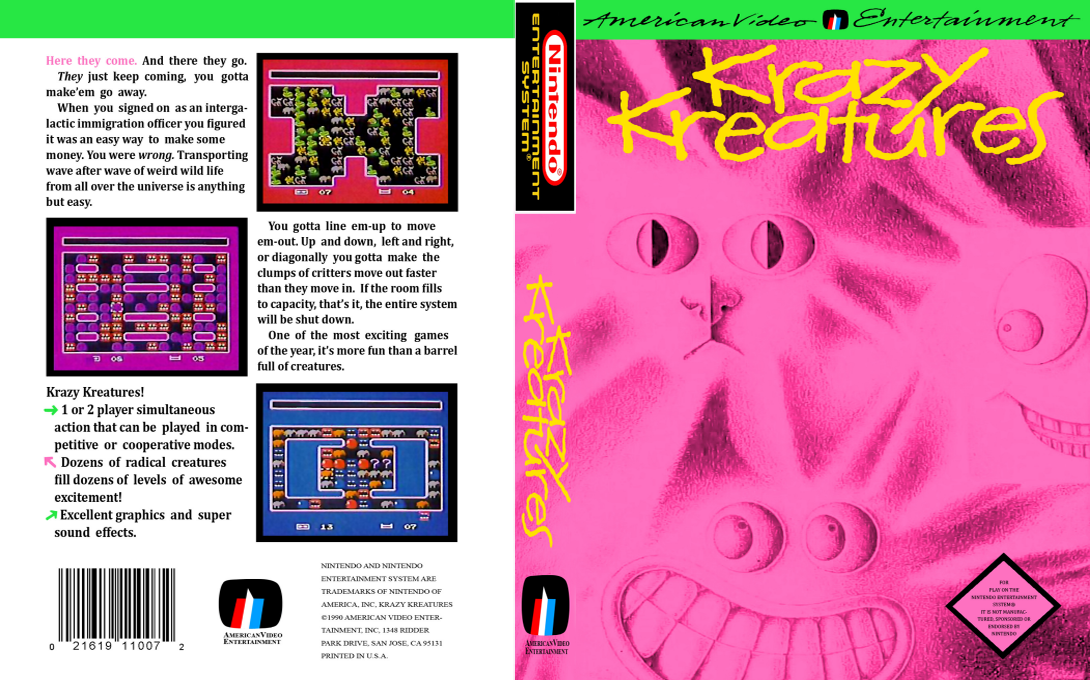 Here they come. And there they go.
They just keep coming, you gotta
make'em go away.
When you signed on as an interga-
lactic immigration officer you figured
it was an easy way to make some
money. You were wrong. Transporting
wave after wave of weird wild life
from all over the universe is anything
but easy.
07 04
06 05
You gotta line em-up to move
em-out. Up and down, left and right,
or diagonally you gotta make the
clumps of critters move out faster
than they move in. If the room fills
to capacity, that's it, the entire system
will be shut down.
One of the most exciting games
of the year, it's more fun than a barrel
full of creatures.
Krazy Kreatures!
1 or 2 player simultaneous
action that can be played in com-
petitive or cooperative modes.
Dozens of radical creatures
fill dozens of levels of awesome
excitement!
Excellent graphics and super
sound effects.
??
13 07
0 21619 11007 2
AMERICANVIDEO
ENTERTAINMENT
NINTENDO AND NINTENDO
ENTERTAINMENT SYSTEM ARE
TRADEMARKS OF NINTENDO OF
AMERICA, INC, KRAZY KREATURES
©1990 AMERICAN VIDEO ENTER-
TAINMENT, INC, 1348 RIDDER
PARK DRIVE, SAN JOSE, CA 95131
PRINTED IN U.S.A.
Nintendo®
ENTERTAINMENT
SYSTEM®
Krazy
Kreatures
AMERICANVIDEO
ENTERTAINMENT
American Video Entertainment
Krazy
Kreatures
FOR
PLAY ON THE
NINTENDO ENTERTAINMENT
SYSTEM®
IT IS NOT MANUFAC-
TURED, SPONSORED OR
ENDORSED BY
NINTENDO